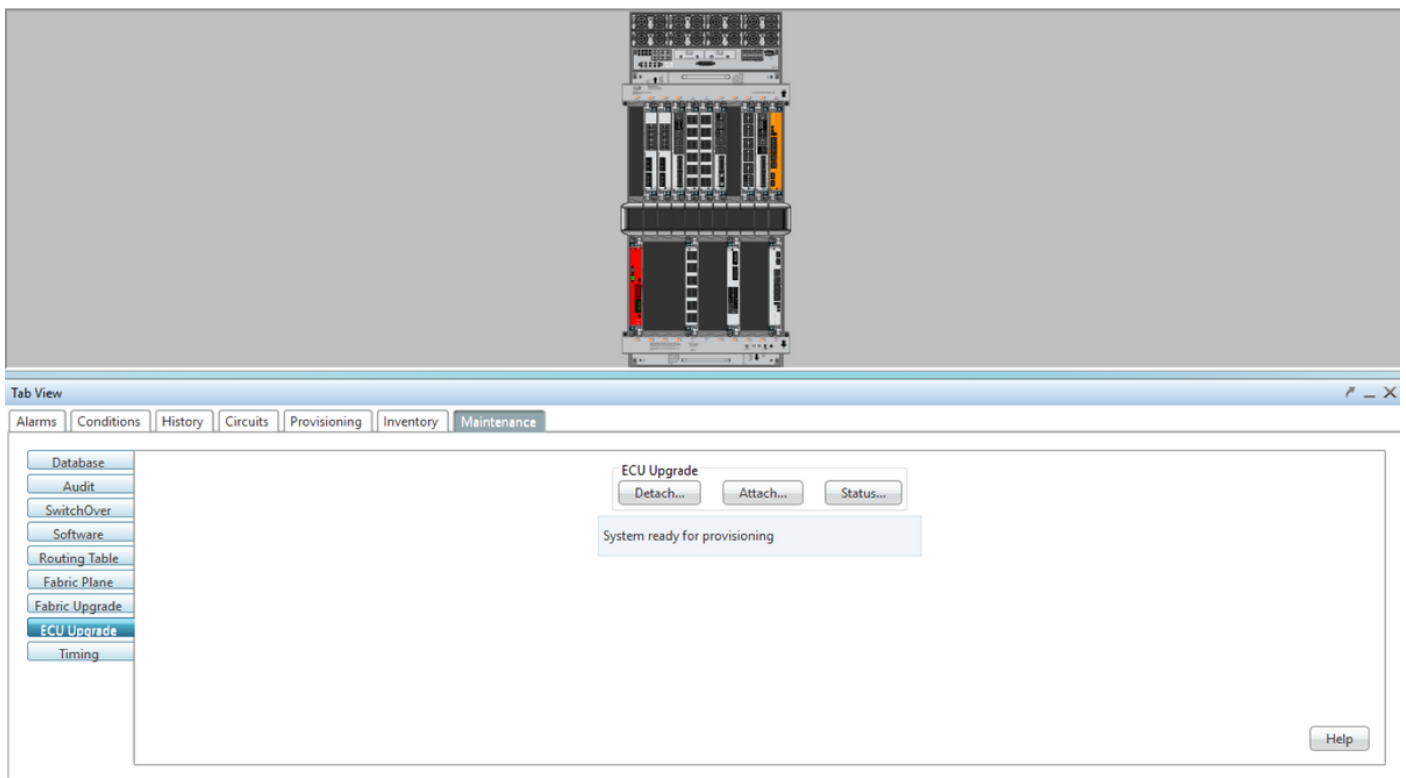 Tab View
Alarms Conditions History Circuits Provisioning Inventory Maintenance
Database
Audit
SwitchOver
Software
Routing Table
Fabric Plane
Fabric Upgrade
ECU Upgrade
Timing
ECU Upgrade
Detach... Attach... Status...
System ready for provisioning
Help